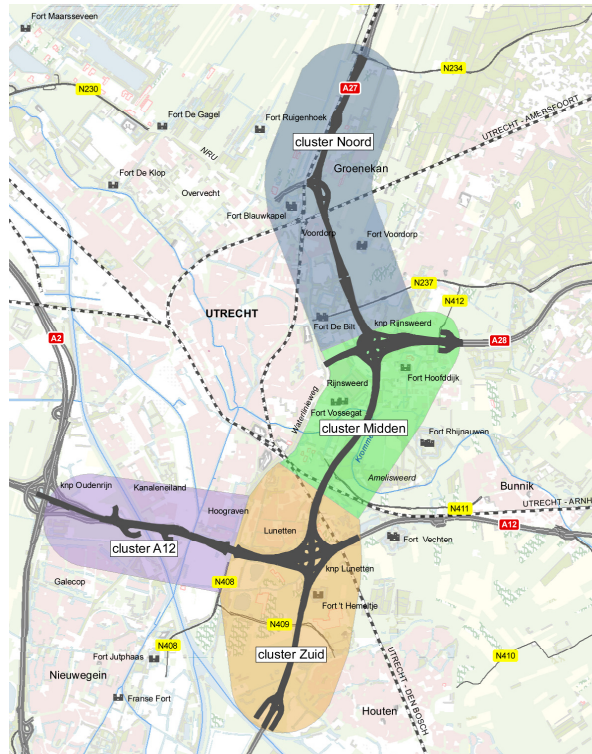 Fort Maarsseveen
N234
A27
N230
Fort De Gagel
Fort Ruigenhoek
UTRECHT - AMERSFOORT
cluster Noord
NRU
Groenekan
Fort De Klop
Overvecht
Fort Blauwkapel
Voordorp
Fort Voordorp
N237
N412
UTRECHT
Fort De Bilt
knp Rijnsweerd
A2
A28
Fort Hoofddijk
Rijnsweerd
Waterlinieweg
Fort Vossegat
cluster Midden
Fort Rhijnauwen
Amelisweerd
knp Oudenrijn
Kanaleneiland
Bunnik
UTRECHT - ARNH
Hoograven
N411
A12
Lunetten
Fort Vechten
cluster A12
knp Lunetten
Galecop
N408
Fort 't Hemeltje
N409
N408
cluster Zuid
Fort Jutphaas
N410
Nieuwegein
UTRECHT - DEN BOSCH
Franse Fort
Houten